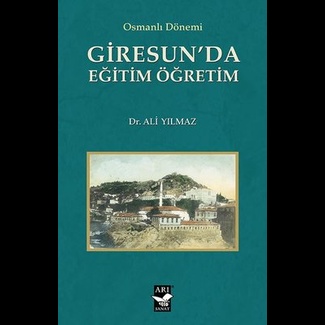 Osmanlı Dönemi
GİRESUN'DA
EĞİTİM ÖĞRETİM
Dr. ALİ YILMAZ
ARI
SANAT